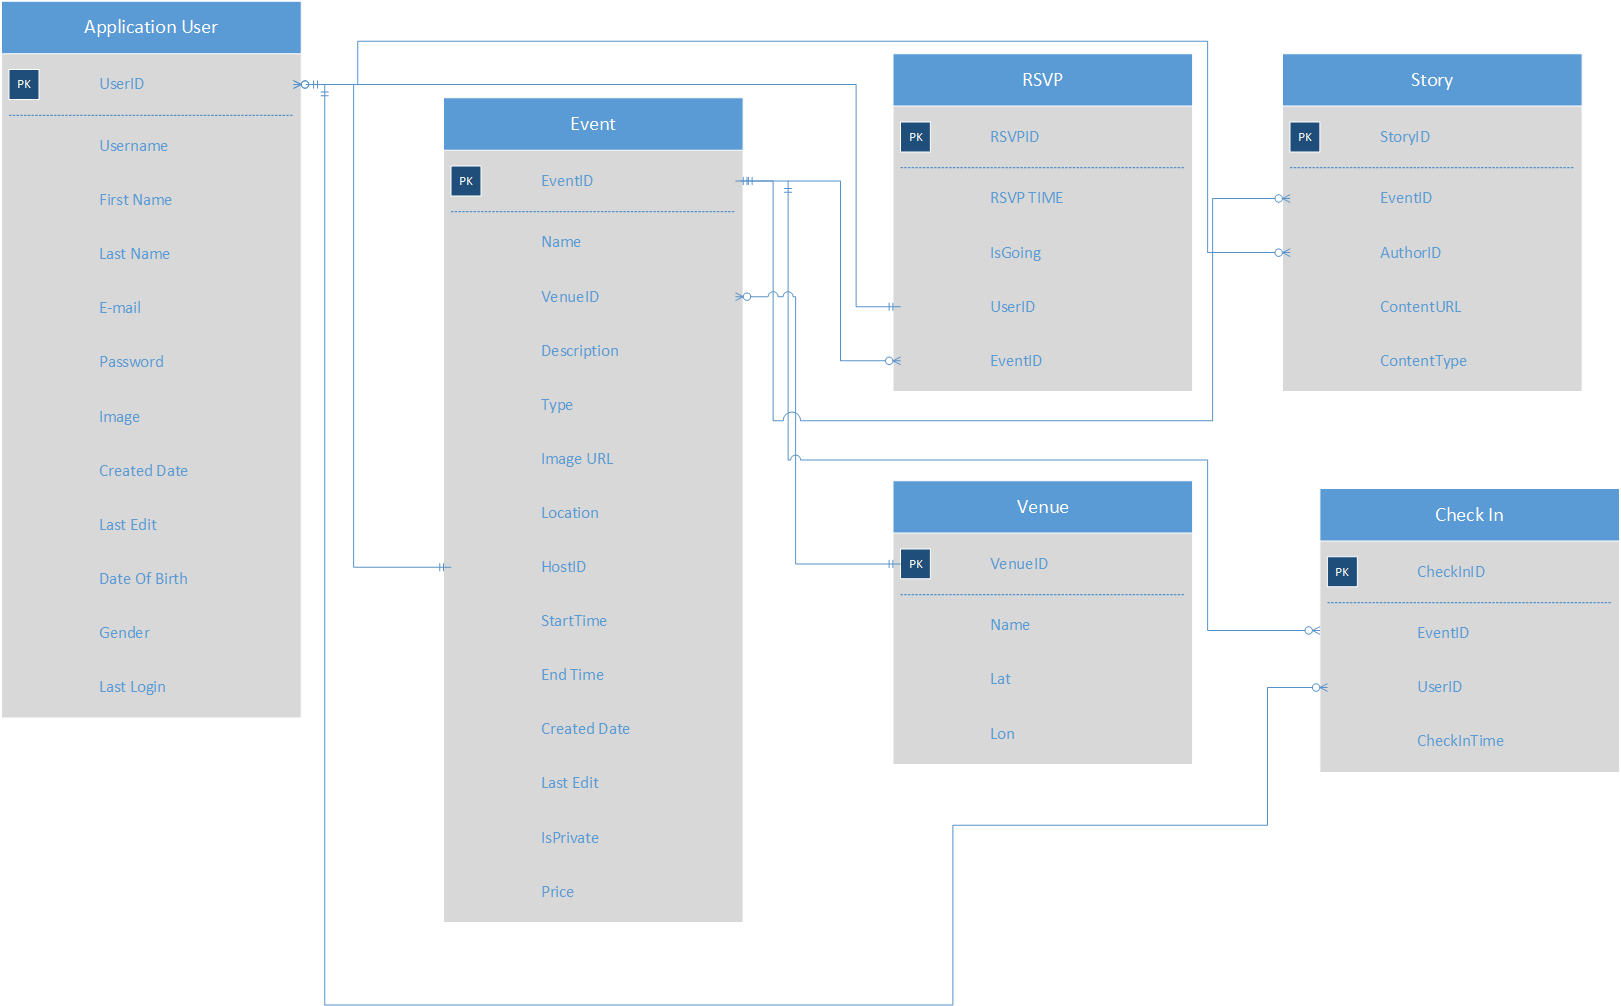 Application User
PK UserID
Username
First Name
Last Name
E-mail
Password
Image
Created Date
Last Edit
Date Of Birth
Gender
Last Login
Event
PK EventID
Name
VenueID
Description
Type
Image URL
Location
HostID
StartTime
End Time
Created Date
Last Edit
IsPrivate
Price
RSVP
PK RSVPID
RSVP TIME
IsGoing
UserID
EventID
Story
PK StoryID
EventID
AuthorID
ContentURL
ContentType
Venue
PK VenueID
Name
Lat
Lon
Check In
PK CheckInID
EventID
UserID
CheckInTime